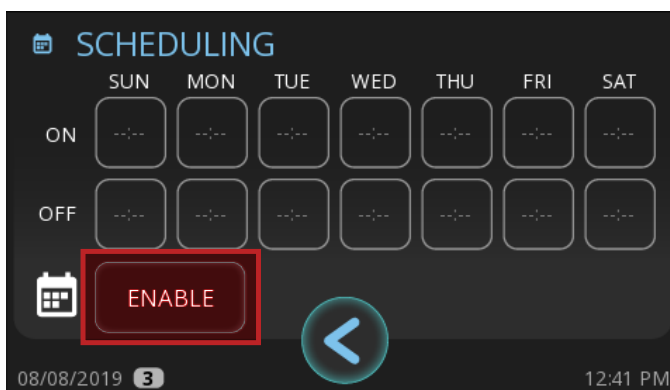 SCHEDULING
SUN MON TUE WED THU FRI SAT
ON --:-- --:-- --:-- --:-- --:-- --:-- --:--
OFF --:-- --:-- --:-- --:-- --:-- --:-- --:--
ENABLE
08/08/2019 3 12:41 PM